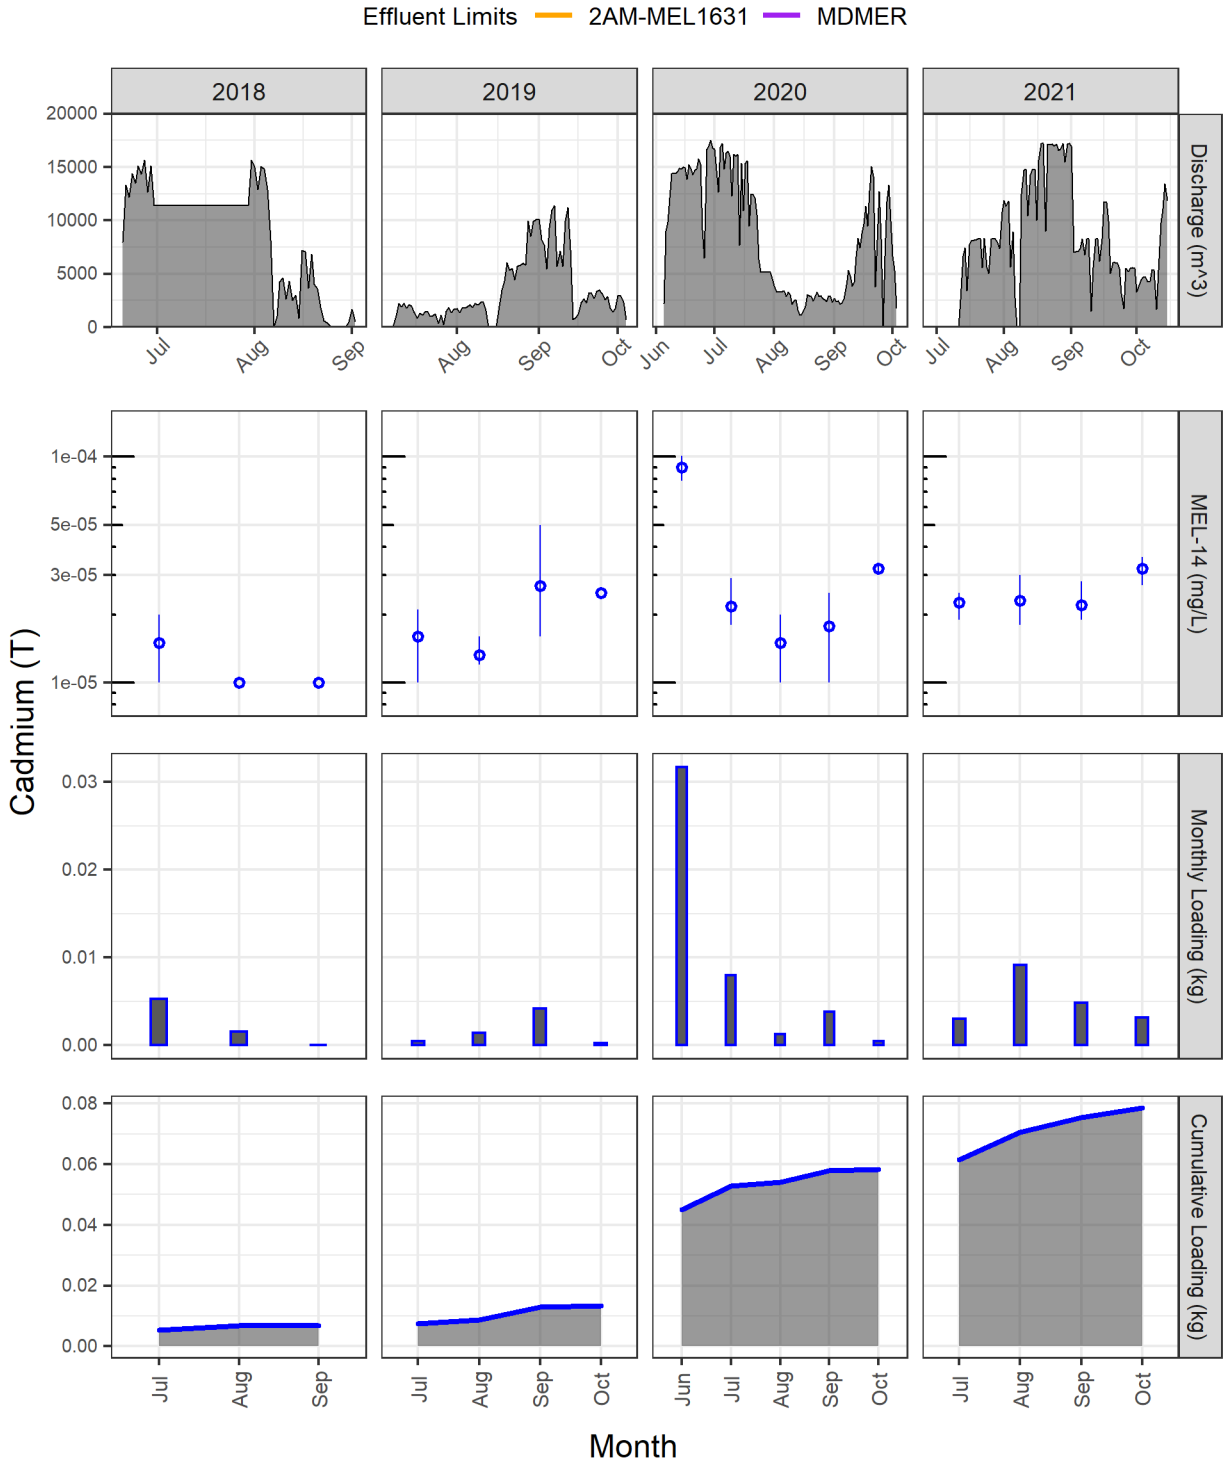 Effluent Limits 2AM-MEL1631 MDMER
2018 2019 2020 2021
20000
15000
10000
5000
0
Discharge (m^3)
Jul Aug Sep Aug Sep Oct Jun Jul Aug Sep Oct Jul Aug Sep Oct
1e-04
5e-05
3e-05
1e-05
MEL-14 (mg/L)
Cadmium (T)
0.03
0.02
0.01
0.00
Monthly Loading (kg)
0.08
0.06
0.04
0.02
0.00
Cumulative Loading (kg)
Jul Aug Sep Jul Aug Sep Oct Jun Jul Aug Sep Oct Jul Aug Sep Oct
Month